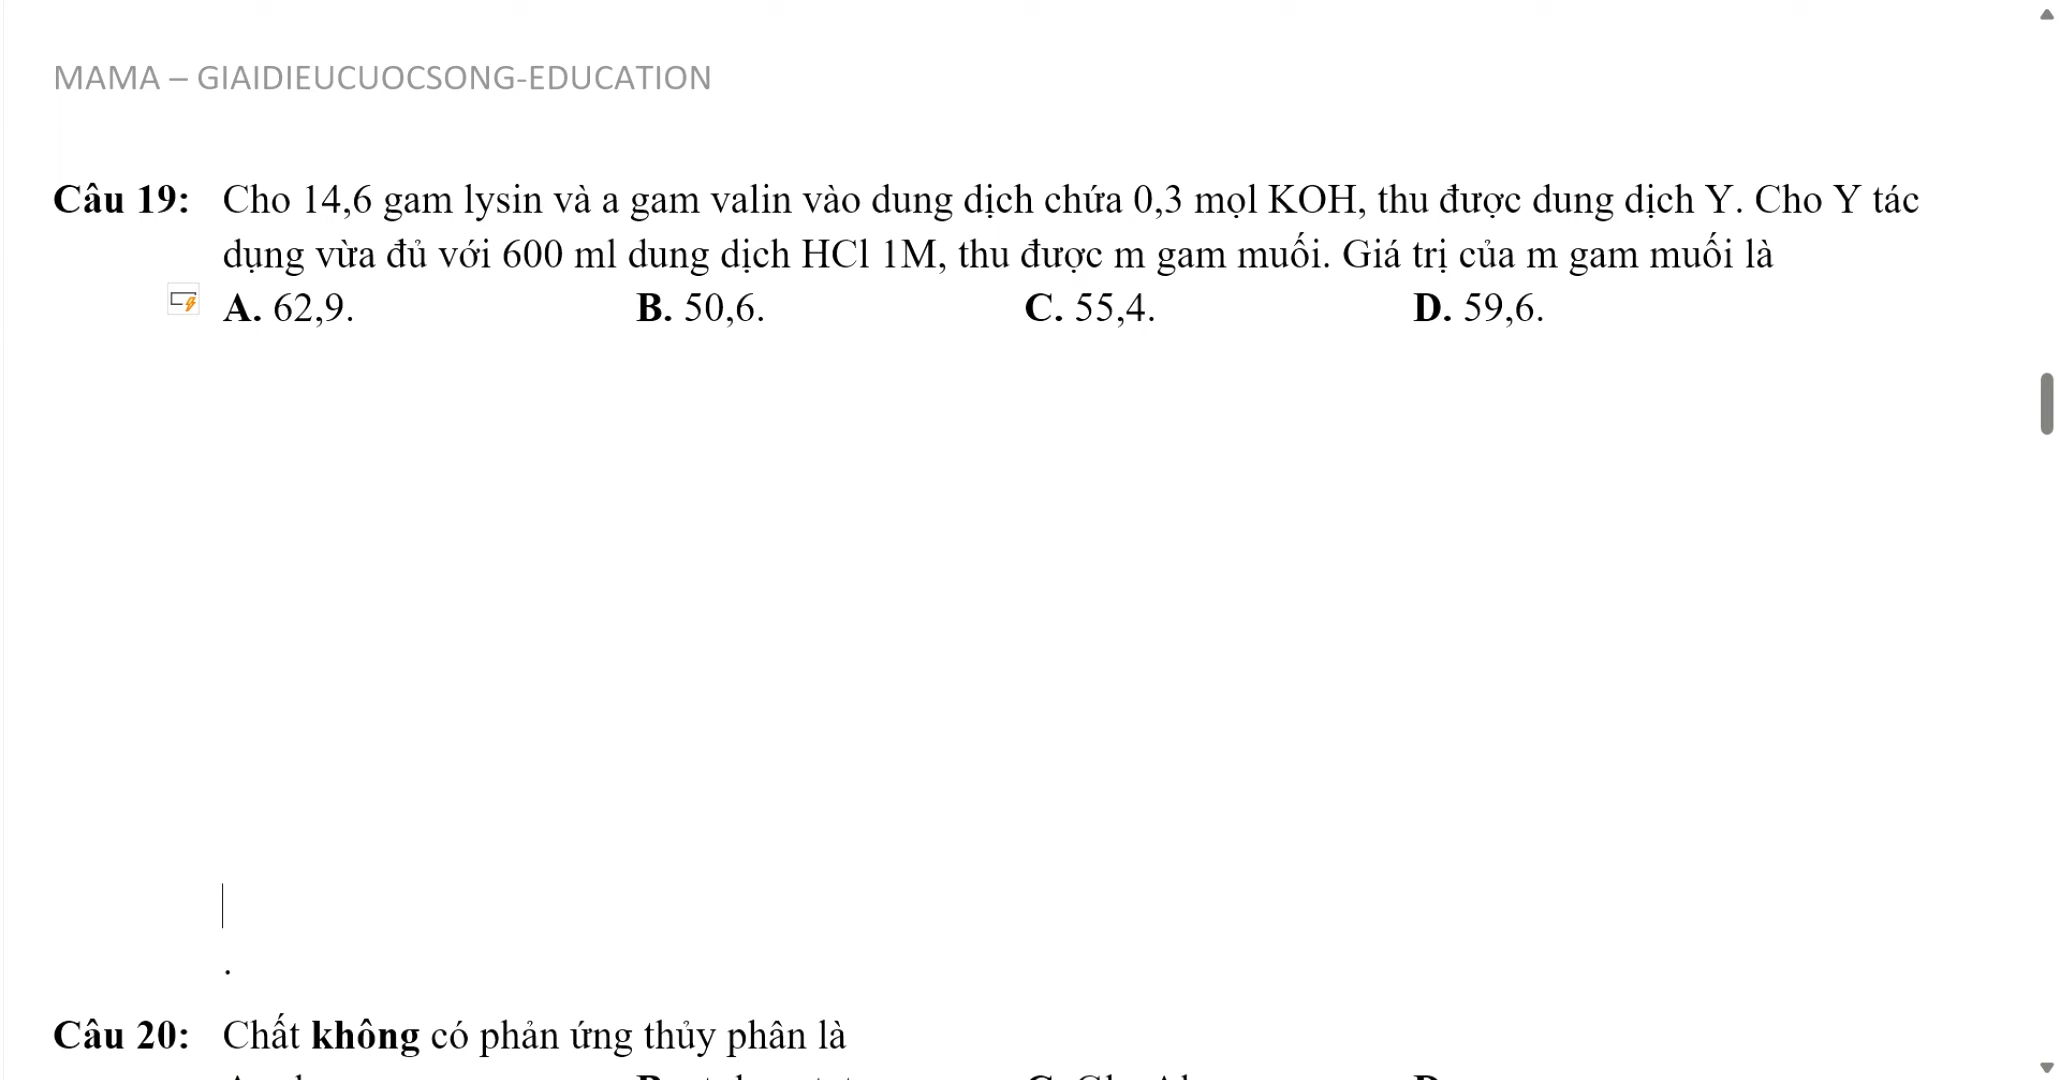 MAMA – GIAIDIEUCUOCSONG-EDUCATION
Câu 19: Cho 14,6 gam lysin và a gam valin vào dung dịch chứa 0,3 mọl KOH, thu được dung dịch Y. Cho Y tác
dụng vừa đủ với 600 ml dung dịch HCl 1M, thu được m gam muối. Giá trị của m gam muối là
A. 62,9. B. 50,6. C. 55,4. D. 59,6.
.
Câu 20: Chất không có phản ứng thủy phân là